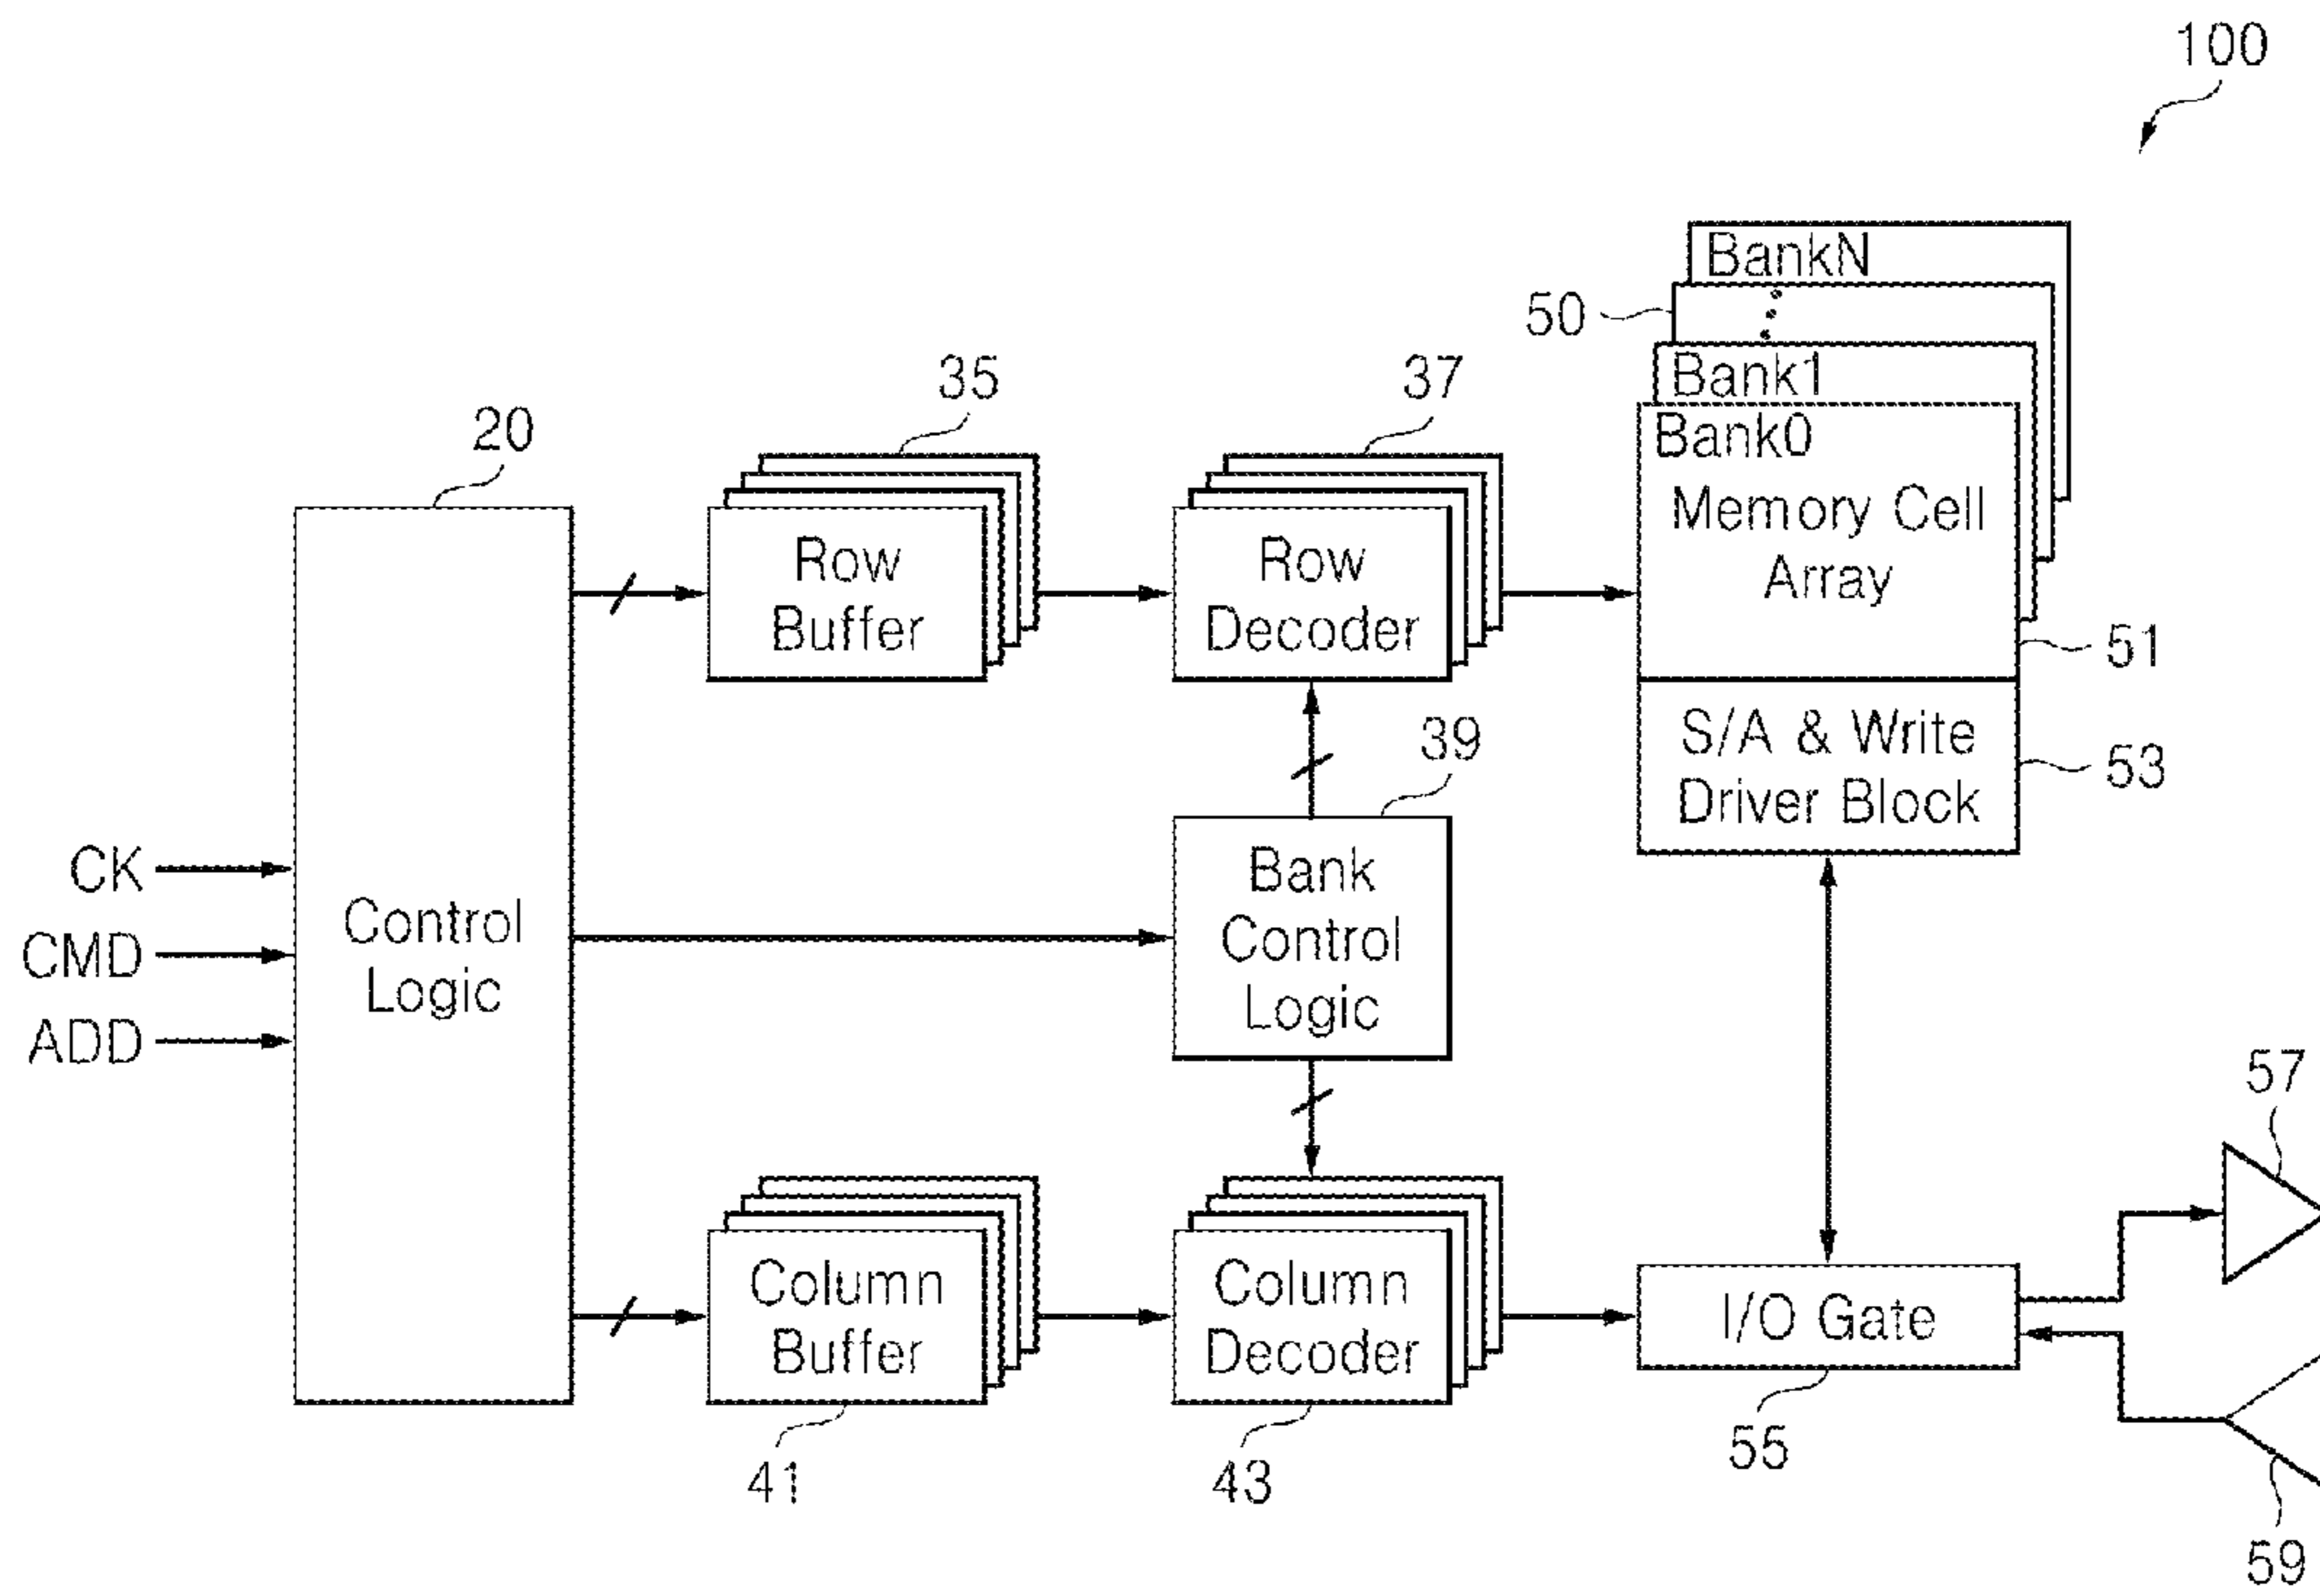 100
BankN
50
Bank1
35
37
20
Bank0
Memory Cell
Array
Row
Buffer
Row
Decoder
51
S/A & Write
Driver Block
39
53
CK
CMD
ADD
Control
Logic
Bank
Control
Logic
57
Column
Buffer
Column
Decoder
I/O Gate
41
43
55
59